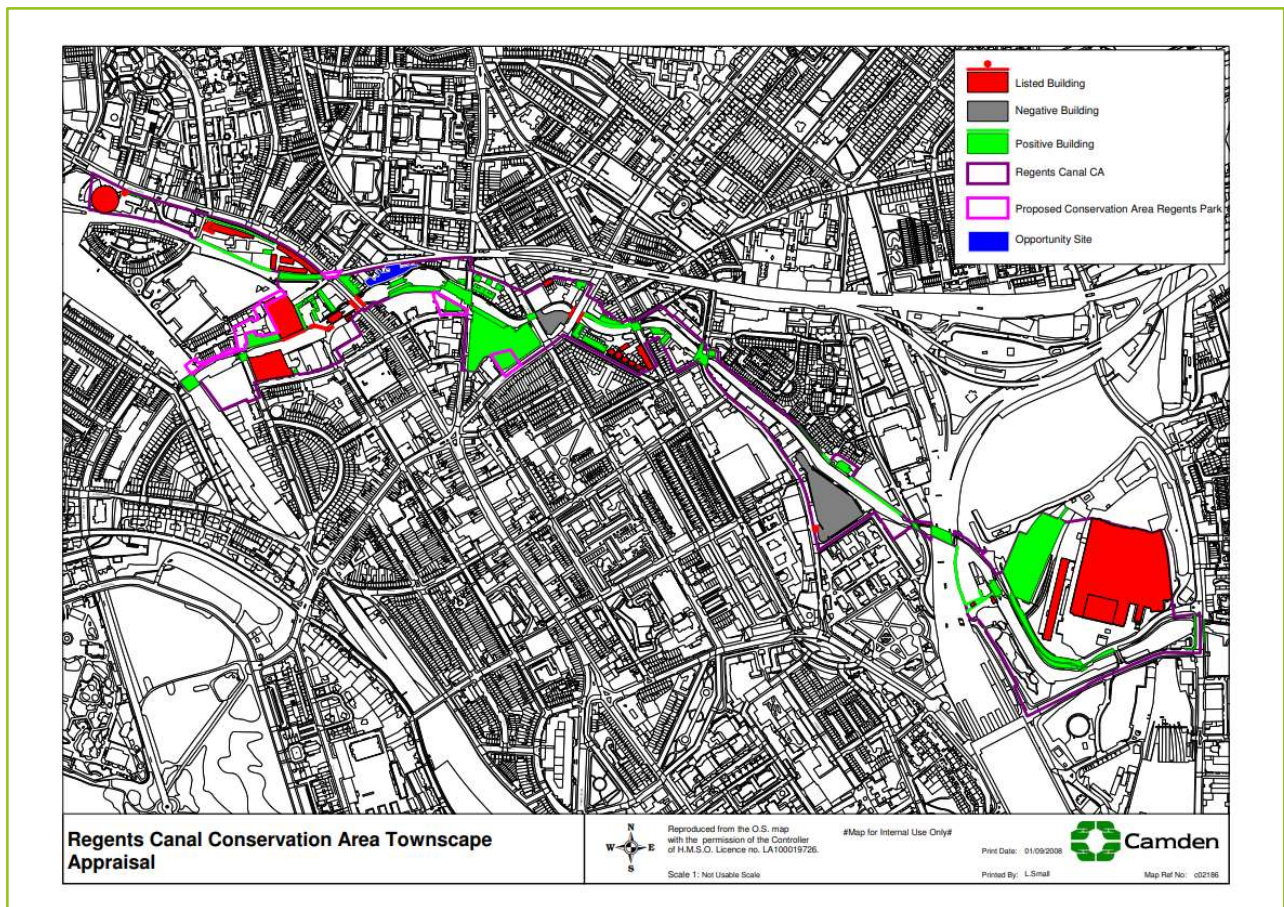 Listed Building
Negative Building
Positive Building
Regents Canal CA
Proposed Conservation Area Regents Park
Opportunity Site
Regents Canal Conservation Area Townscape
Appraisal
N
W E
S
Reproduced from the O.S. map
with the permission of the Controller
of H.M.S.O. Licence no. LA100019726.
Scale 1: Not Usable Scale
#Map for Internal Use Only#
Print Date: 01/09/2008
Printed By: L.Small
Camden
Map Ref No: c02186